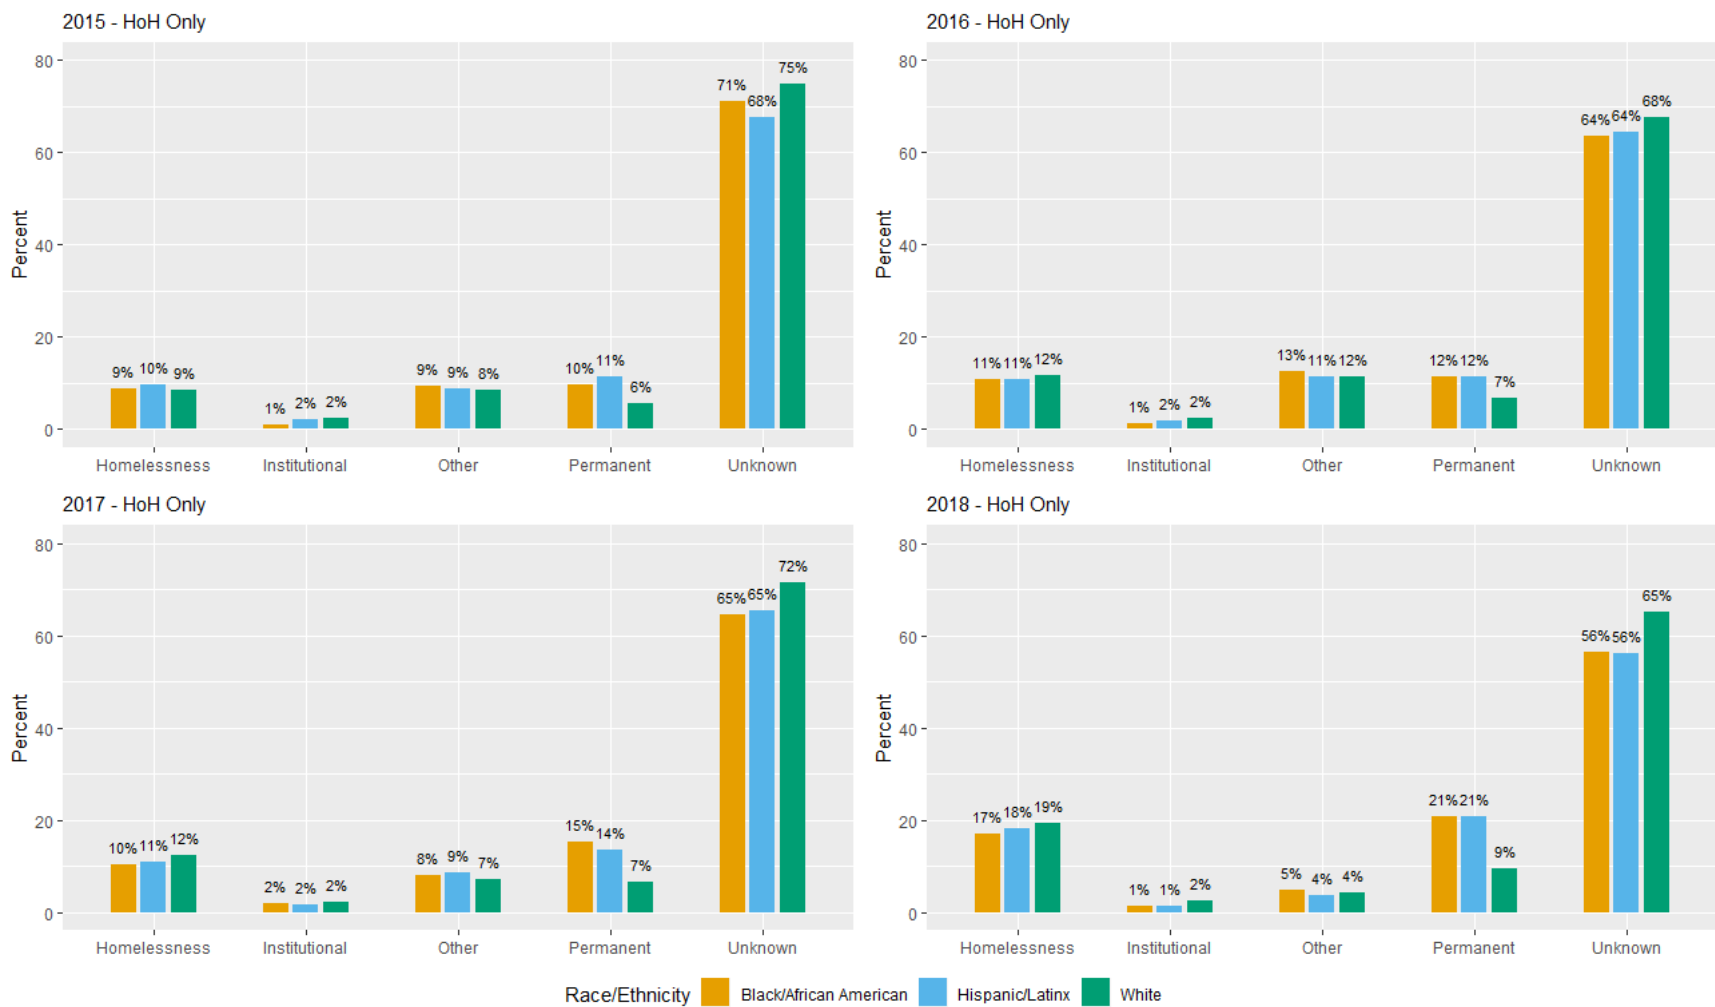 2015 - HoH Only
80
60
40
20
0
Percent
9% 10% 9%
1% 2% 2%
9% 9% 8%
10% 11% 6%
71% 68% 75%
Homelessness Institutional Other Permanent Unknown
2016 - HoH Only
80
60
40
20
0
Percent
11% 11% 12%
1% 2% 2%
13% 11% 12%
12% 12% 7%
64% 64% 68%
Homelessness Institutional Other Permanent Unknown
2017 - HoH Only
80
60
40
20
0
Percent
10% 11% 12%
2% 2% 2%
8% 9% 7%
15% 14% 7%
65% 65% 72%
Homelessness Institutional Other Permanent Unknown
2018 - HoH Only
80
60
40
20
0
Percent
17% 18% 19%
1% 1% 2%
5% 4% 4%
21% 21% 9%
56% 56% 65%
Homelessness Institutional Other Permanent Unknown
Race/Ethnicity Black/African American Hispanic/Latinx White